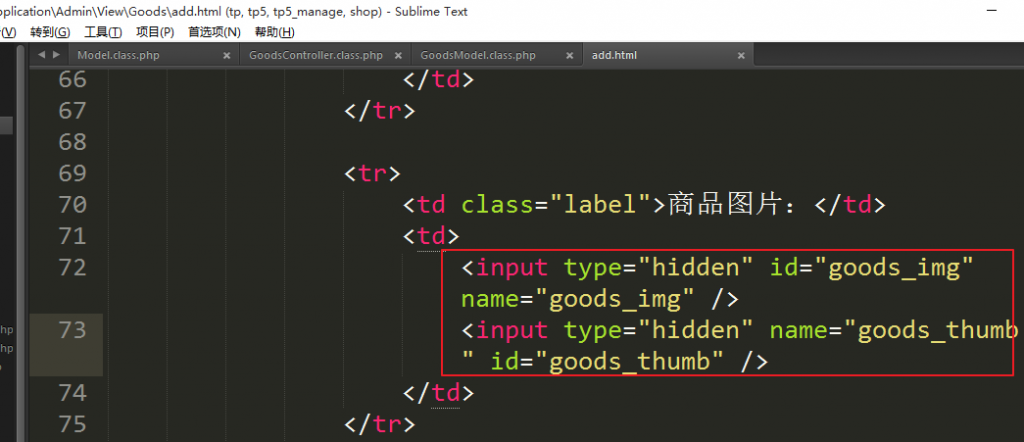 pplication\Admin\View\Goods\add.html (tp, tp5, tp5_manage, shop) - Sublime Text
(V) 转到(G) 工具(T) 项目(P) 首选项(N) 帮助(H)
Model.class.php × GoodsController.class.php × GoodsModel.class.php × add.html ×
66 </td>
67 </tr>
68
69 <tr>
70 <td class="label">商品图片：</td>
71 <td>
72 <input type="hidden" id="goods_img"
name="goods_img" />
73 <input type="hidden" name="goods_thumb
" id="goods_thumb" />
74 </td>
75 </tr>
hp
hp